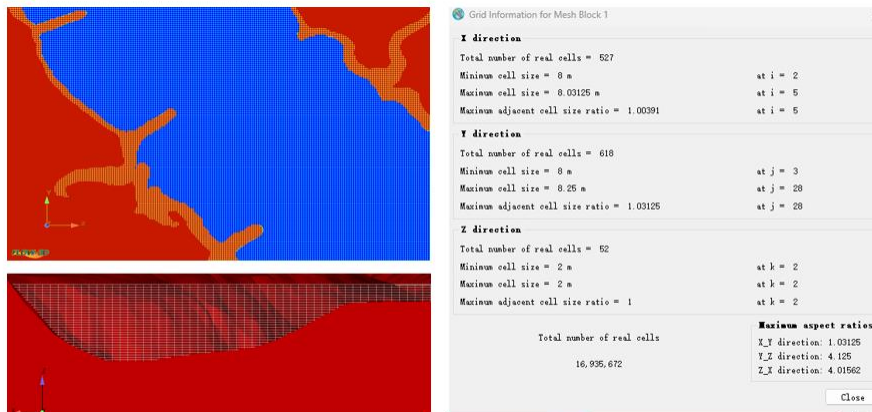 Grid Information for Mesh Block 1
X direction
Total number of real cells = 527
Minimum cell size = 8 m at i = 2
Maximum cell size = 8.03125 m at i = 5
Maximum adjacent cell size ratio = 1.00391 at i = 5
Y direction
Total number of real cells = 618
Minimum cell size = 8 m at j = 3
Maximum cell size = 8.25 m at j = 28
Maximum adjacent cell size ratio = 1.03125 at j = 28
Z direction
Total number of real cells = 52
Minimum cell size = 2 m at k = 2
Maximum cell size = 2 m at k = 2
Maximum adjacent cell size ratio = 1 at k = 2
Total number of real cells
16,935,672
Maximum aspect ratios
X_Y direction: 1.03125
Y_Z direction: 4.125
Z_X direction: 4.01562
Close